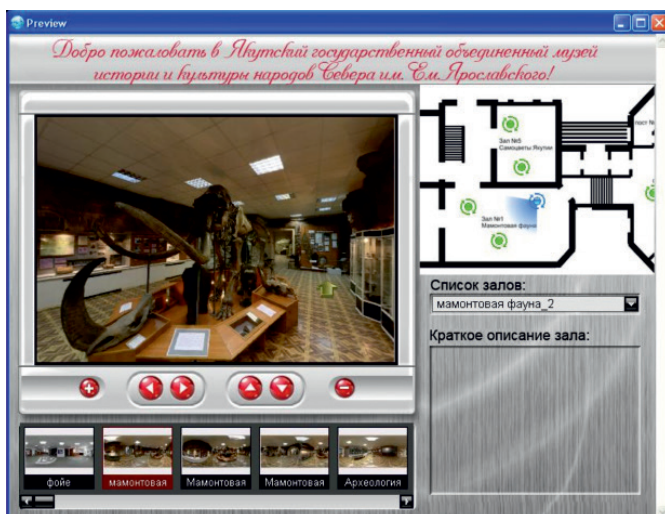 Preview
Добро пожаловать в Якутский государственный объединенный музей
истории и культуры народов Севера им. Ем.Ярославского!
Зал №5
Самоцветы Якутии
Зал №1
Мамонтовая фауна
Список залов:
мамонтовая фауна_2
Краткое описание зала:
фойе
мамонтовая
Мамонтовая
Мамонтовая
Археология